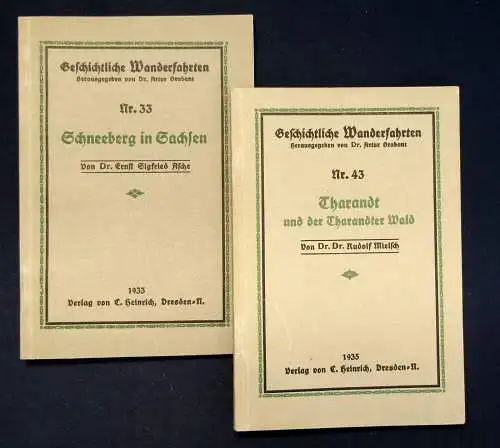 Geschichtliche Wanderfahrten
Herausgegeben von Dr. Artur Brabant
Nr. 33
Schneeberg in Sachsen
Von Dr. Ernst Sigfried Asche
1933
Verlag von C. Heinrich, Dresden-N.
Geschichtliche Wanderfahrten
Herausgegeben von Dr. Artur Brabant
Nr. 43
Tharandt
und der Tharandter Wald
Von Dr. Dr. Rudolf Mielsch
1935
Verlag von C. Heinrich, Dresden-N.